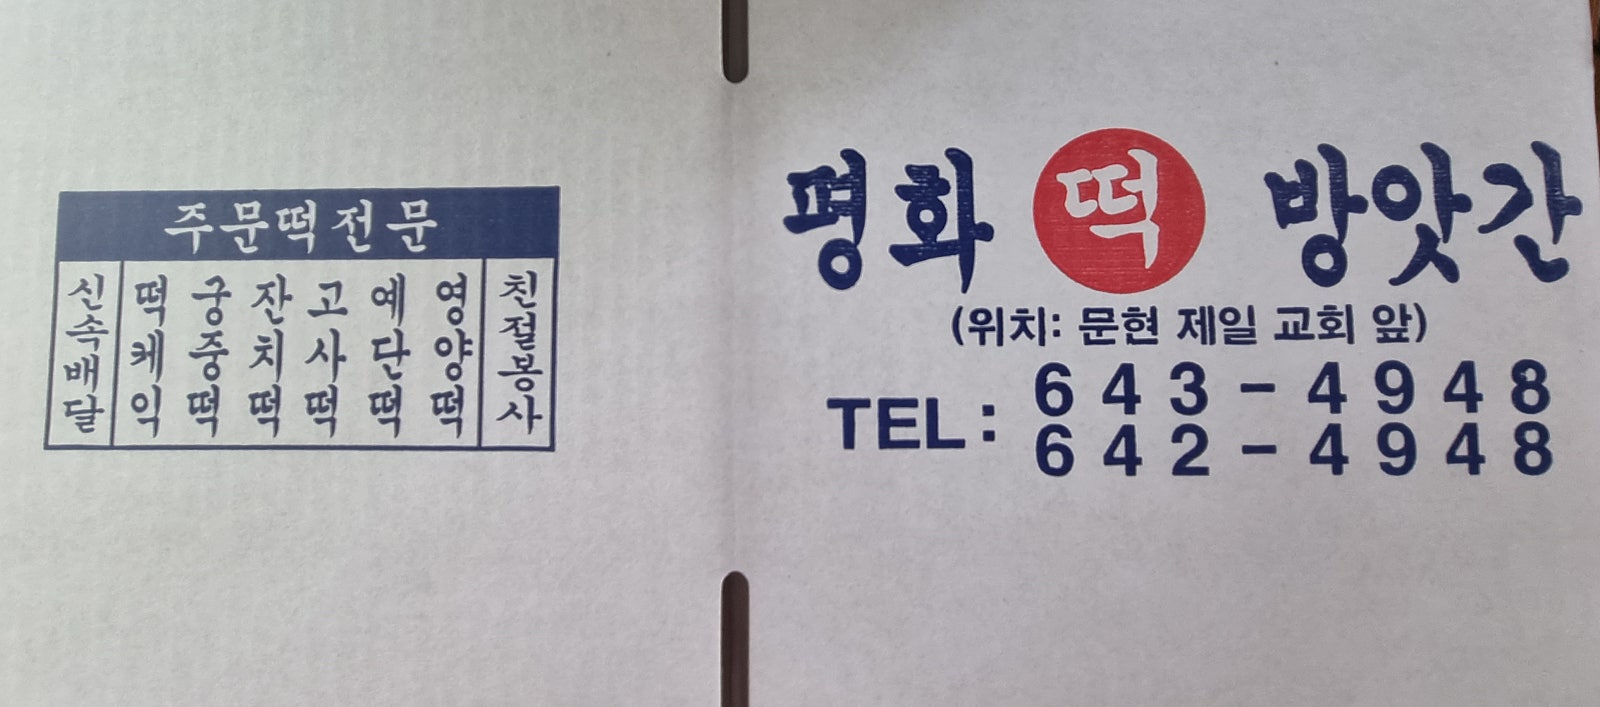 주문떡전문
신속배달
떡케익
궁중떡
잔치떡
고사떡
예단떡
영양떡
친절봉사
평화 떡 방앗간
(위치: 문현 제일 교회 앞)
TEL: 643-4948
642-4948